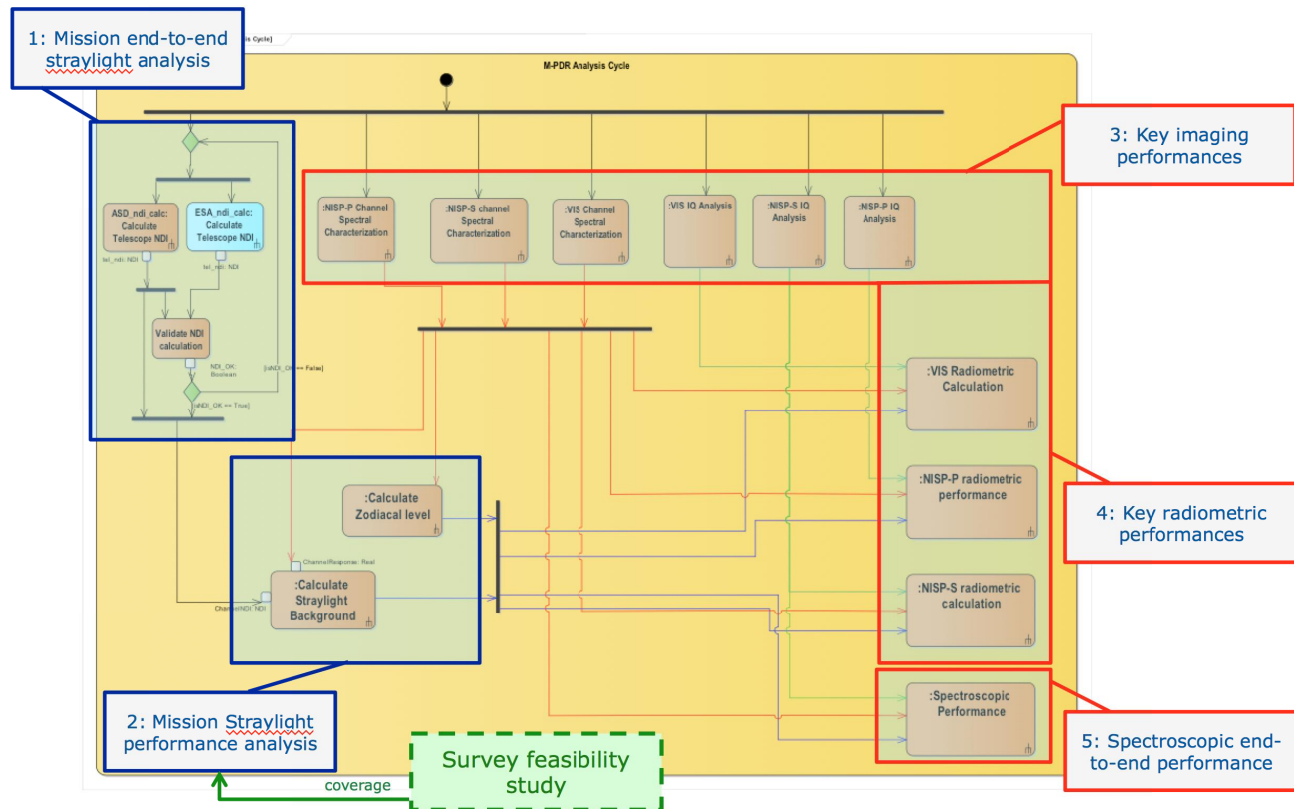 1: Mission end-to-end
straylight analysis
is Cycle]
M-PDR Analysis Cycle
3: Key imaging
performances
ASD_ndi_calc:
Calculate
Telescope NDI
ESA_ndi_calc:
Calculate
Telescope NDI
tel_ndi: NDI
tel_ndi: NDI
Validate NDI
calculation
NDI_OK:
Boolean
[isNDI_OK == False]
[isNDI_OK == True]
:NISP-P Channel
Spectral
Characterization
:NISP-S channel
Spectral
Characterization
:VIS Channel
Spectral
Characterization
:VIS IQ Analysis
:NISP-S IQ
Analysis
:NISP-P IQ
Analysis
:VIS Radiometric
Calculation
:NISP-P radiometric
performance
4: Key radiometric
performances
:NISP-S radiometric
calculation
:Calculate
Zodiacal level
ChannelResponse: Real
:Calculate
Straylight
Background
ChannelNDI: NDI
:Spectroscopic
Performance
5: Spectroscopic end-
to-end performance
2: Mission Straylight
performance analysis
Survey feasibility
study
coverage